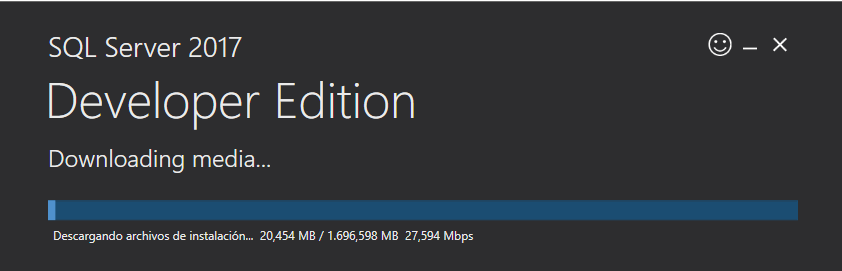 SQL Server 2017
Developer Edition
Downloading media...
Descargando archivos de instalación... 20,454 MB / 1.696,598 MB 27,594 Mbps